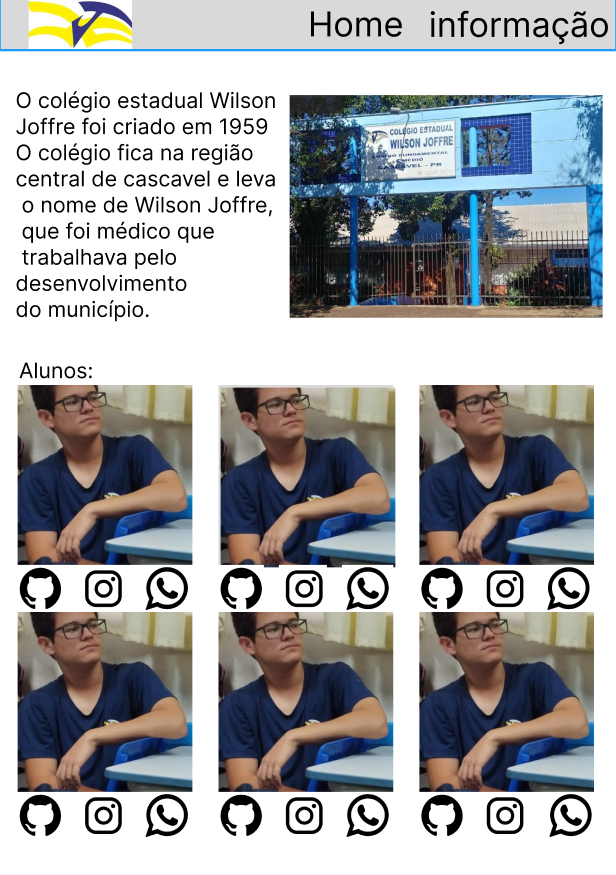 Home informação
O colégio estadual Wilson
Joffre foi criado em 1959
O colégio fica na região
central de cascavel e leva
o nome de Wilson Joffre,
que foi médico que
trabalhava pelo
desenvolvimento
do município.
COLÉGIO ESTADUAL
WILSON JOFFRE
ENSINO FUNDAMENTAL
E MÉDIO
CASCAVEL - PR
Alunos: